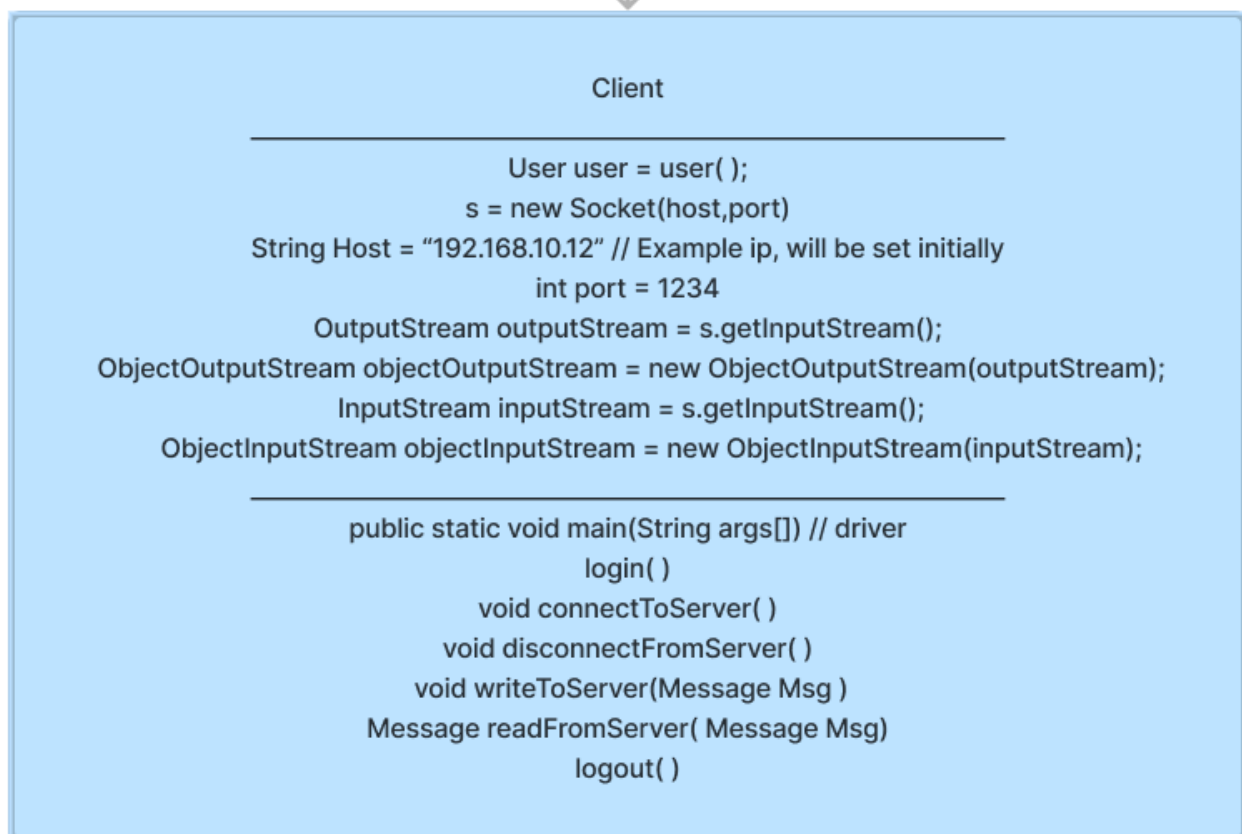 Client
User user = user( );
s = new Socket(host,port)
String Host = “192.168.10.12” // Example ip, will be set initially
int port = 1234
OutputStream outputStream = s.getInputStream();
ObjectOutputStream objectOutputStream = new ObjectOutputStream(outputStream);
InputStream inputStream = s.getInputStream();
ObjectInputStream objectInputStream = new ObjectInputStream(inputStream);
public static void main(String args[]) // driver
login( )
void connectToServer( )
void disconnectFromServer( )
void writeToServer(Message Msg )
Message readFromServer( Message Msg)
logout( )